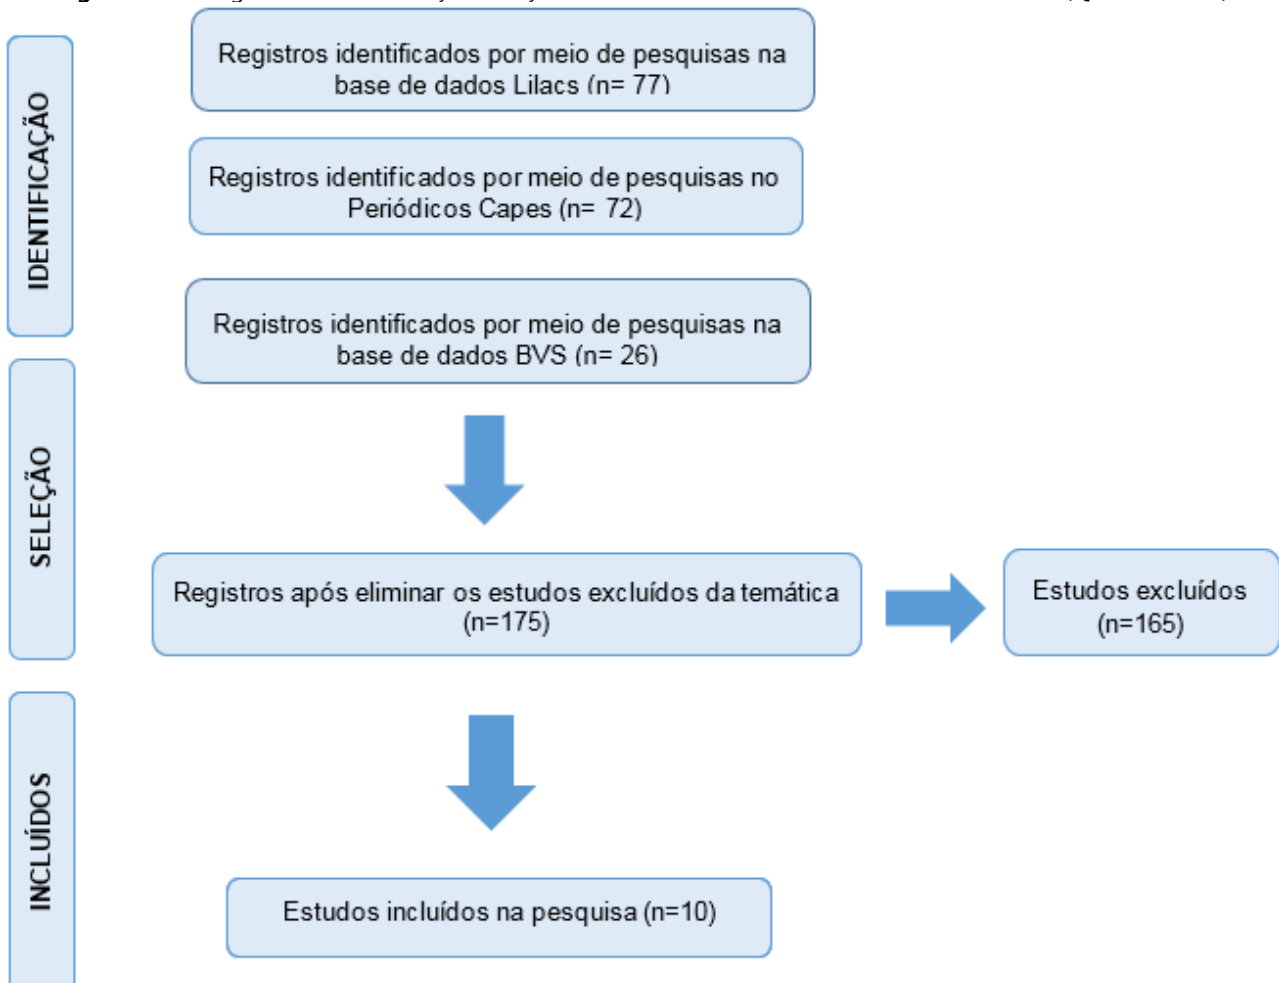 IDENTIFICAÇÃO
Registros identificados por meio de pesquisas na
base de dados Lilacs (n= 77)
Registros identificados por meio de pesquisas no
Periódicos Capes (n= 72)
Registros identificados por meio de pesquisas na
base de dados BVS (n= 26)
SELEÇÃO
Registros após eliminar os estudos excluídos da temática
(n=175)
Estudos excluídos
(n=165)
INCLUÍDOS
Estudos incluídos na pesquisa (n=10)